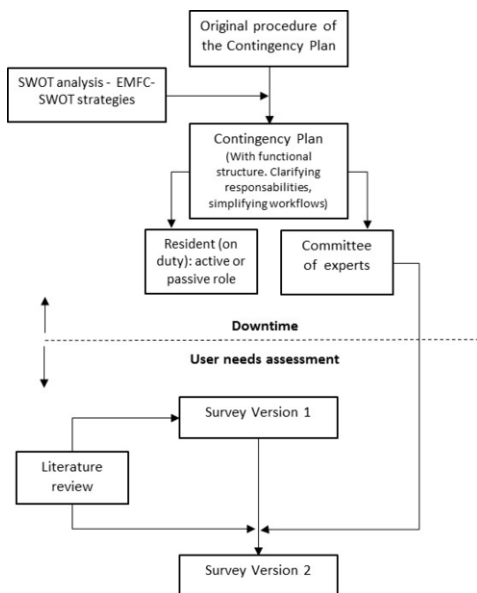 Original procedure of
the Contingency Plan
SWOT analysis - EMFC-
SWOT strategies
Contingency Plan
(With functional
structure. Clarifying
responsabilities,
simplifying workflows)
Resident (on
duty): active or
passive role
Committee
of experts
Downtime
User needs assessment
Survey Version 1
Literature
review
Survey Version 2